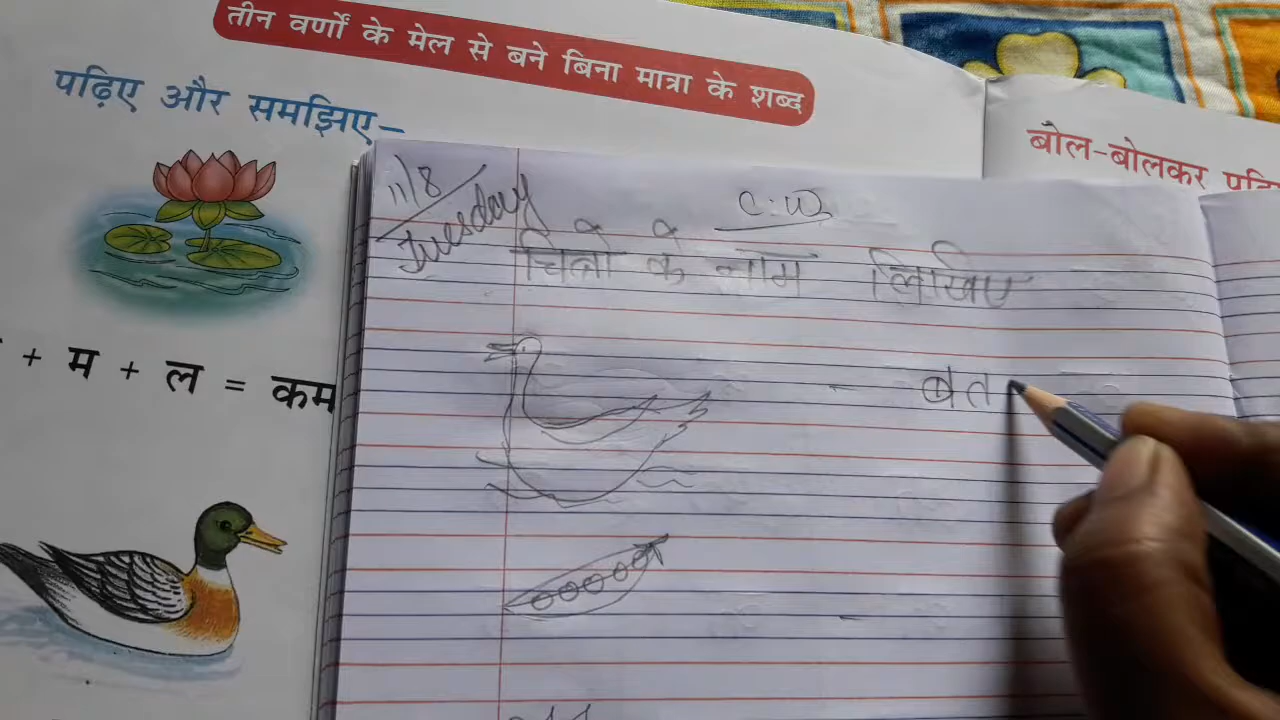 तीन वर्णों के मेल से बने बिना मात्रा के शब्द
पढ़िए और समझिए-
+ म + ल = कम
बोल-बोलकर
11/8
Tuesday
C.W.
चित्रो के नाम लिखिए
बत